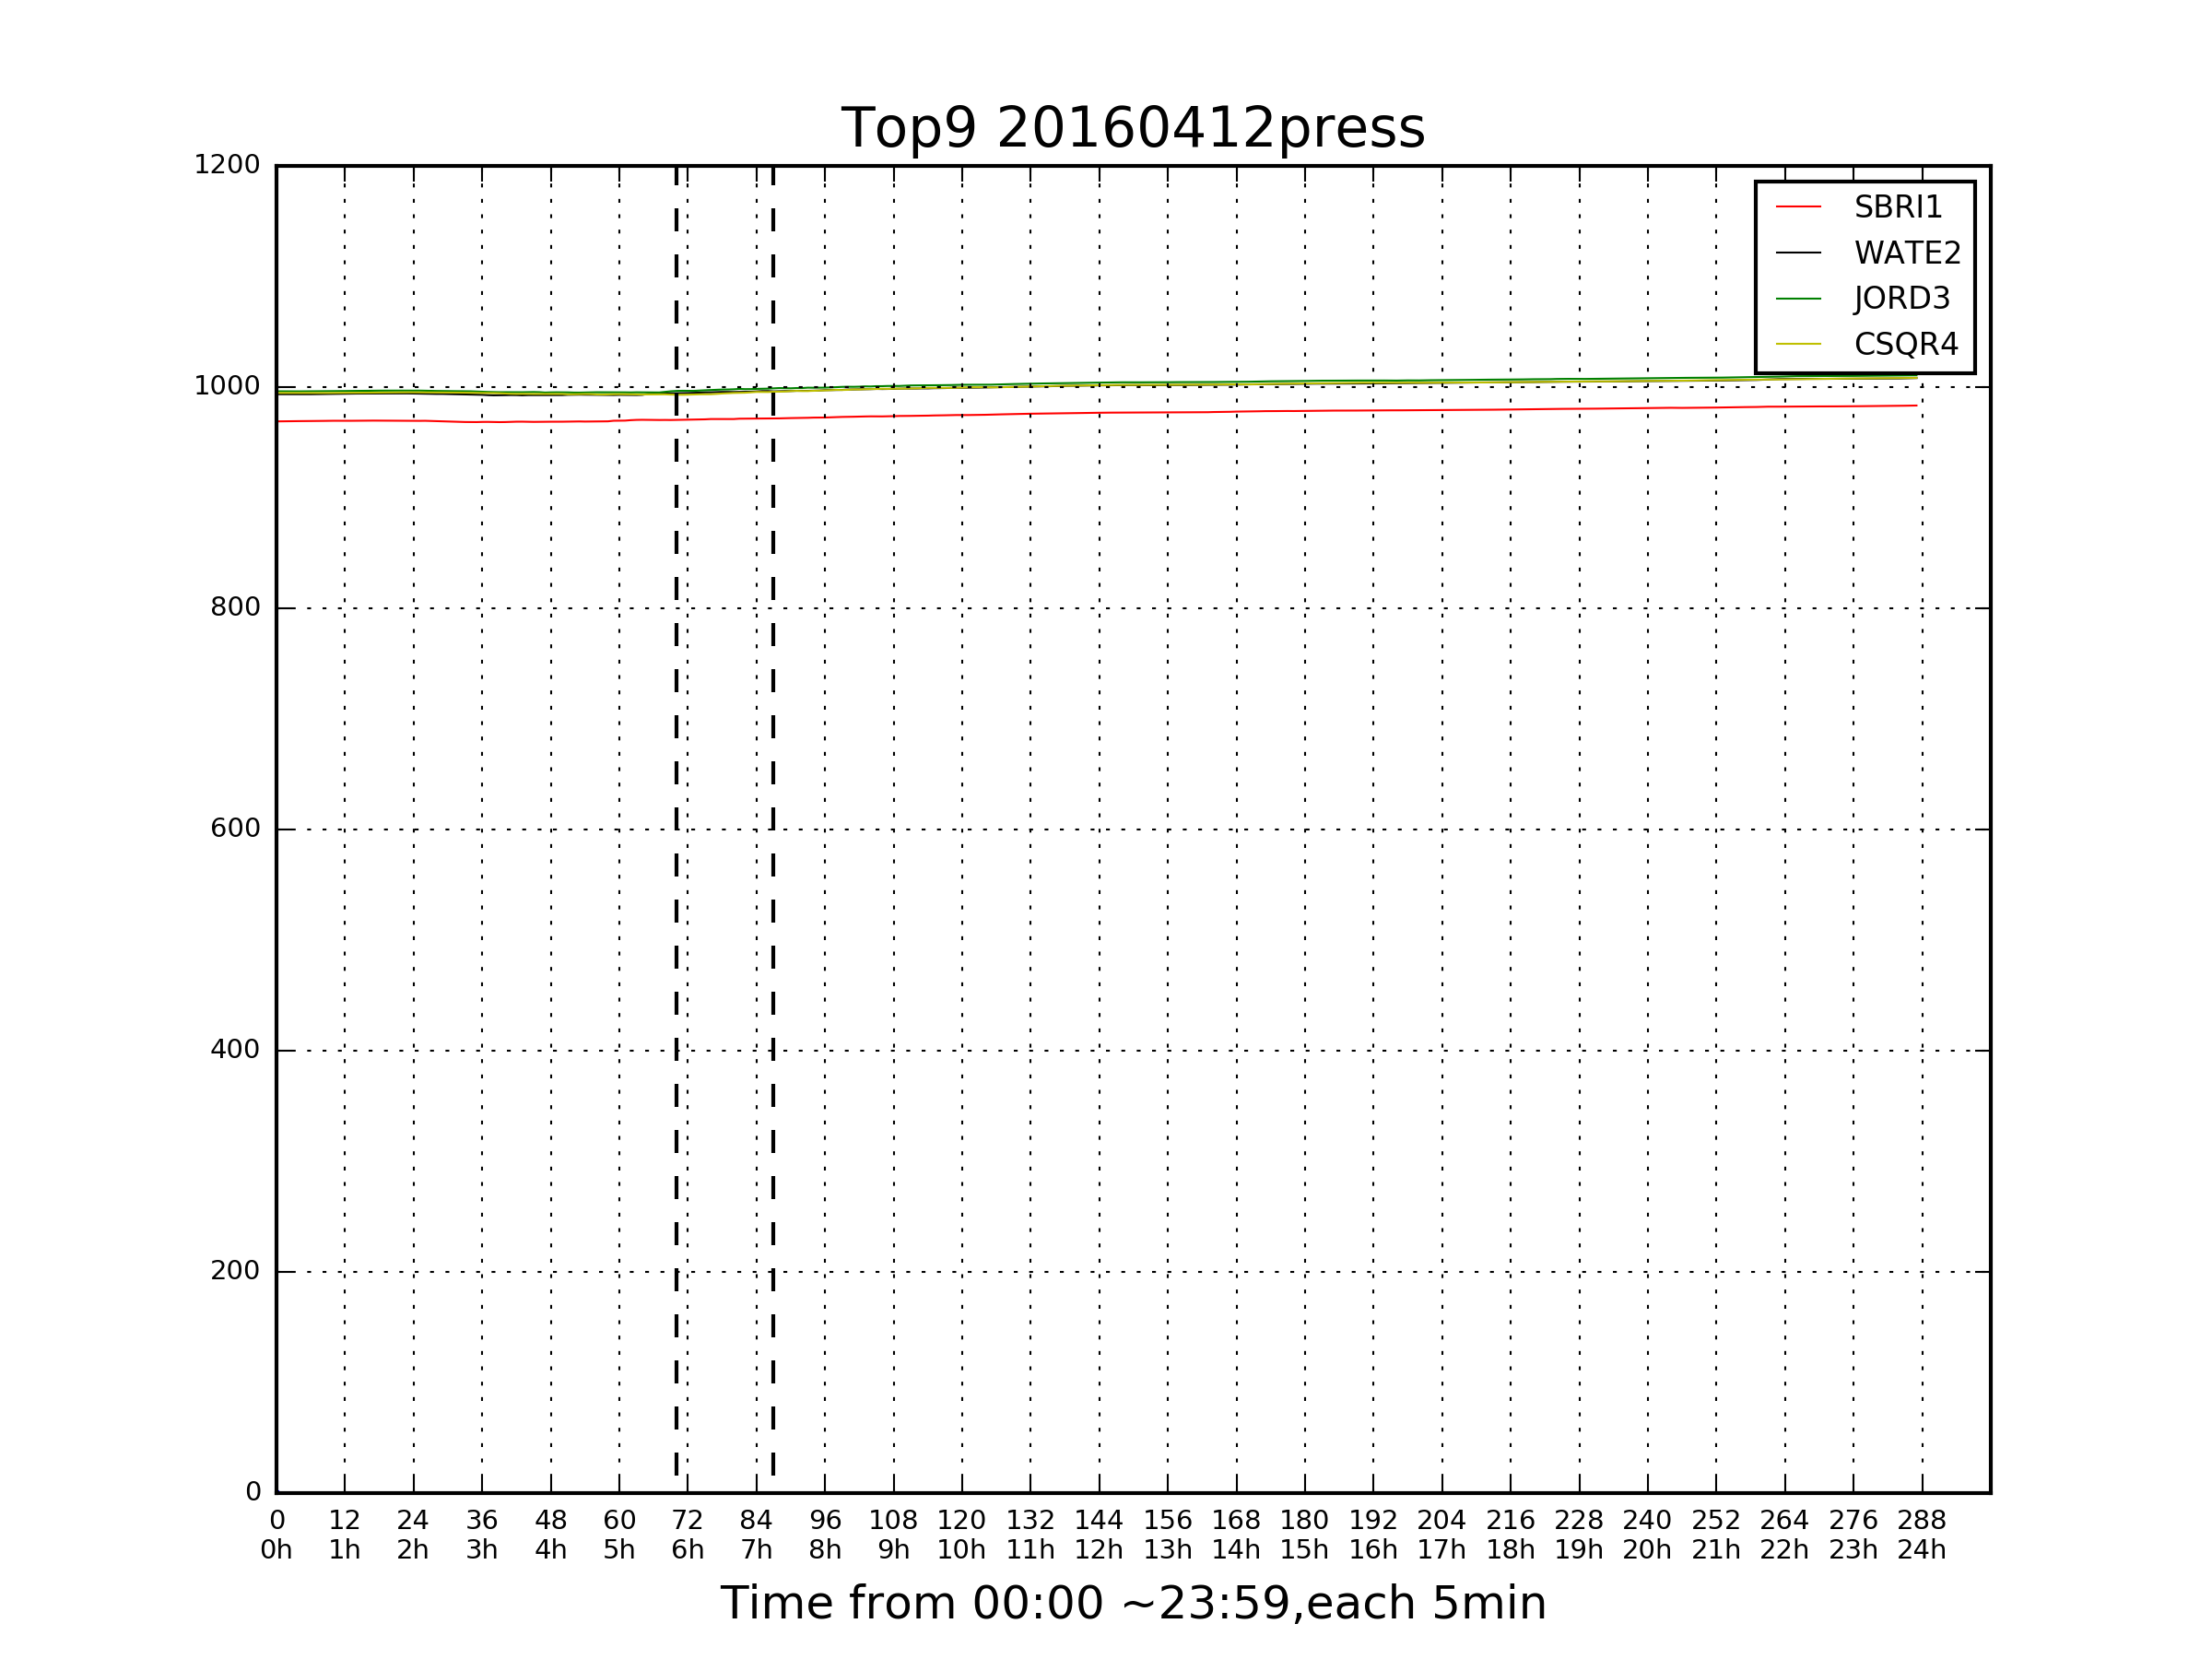 Top9 20160412press
1200
1000
800
600
400
200
0
SBRI1
WATE2
JORD3
CSQR4
0 12 24 36 48 60 72 84 96 108 120 132 144 156 168 180 192 204 216 228 240 252 264 276 288
0h 1h 2h 3h 4h 5h 6h 7h 8h 9h 10h 11h 12h 13h 14h 15h 16h 17h 18h 19h 20h 21h 22h 23h 24h
Time from 00:00 ~23:59,each 5min